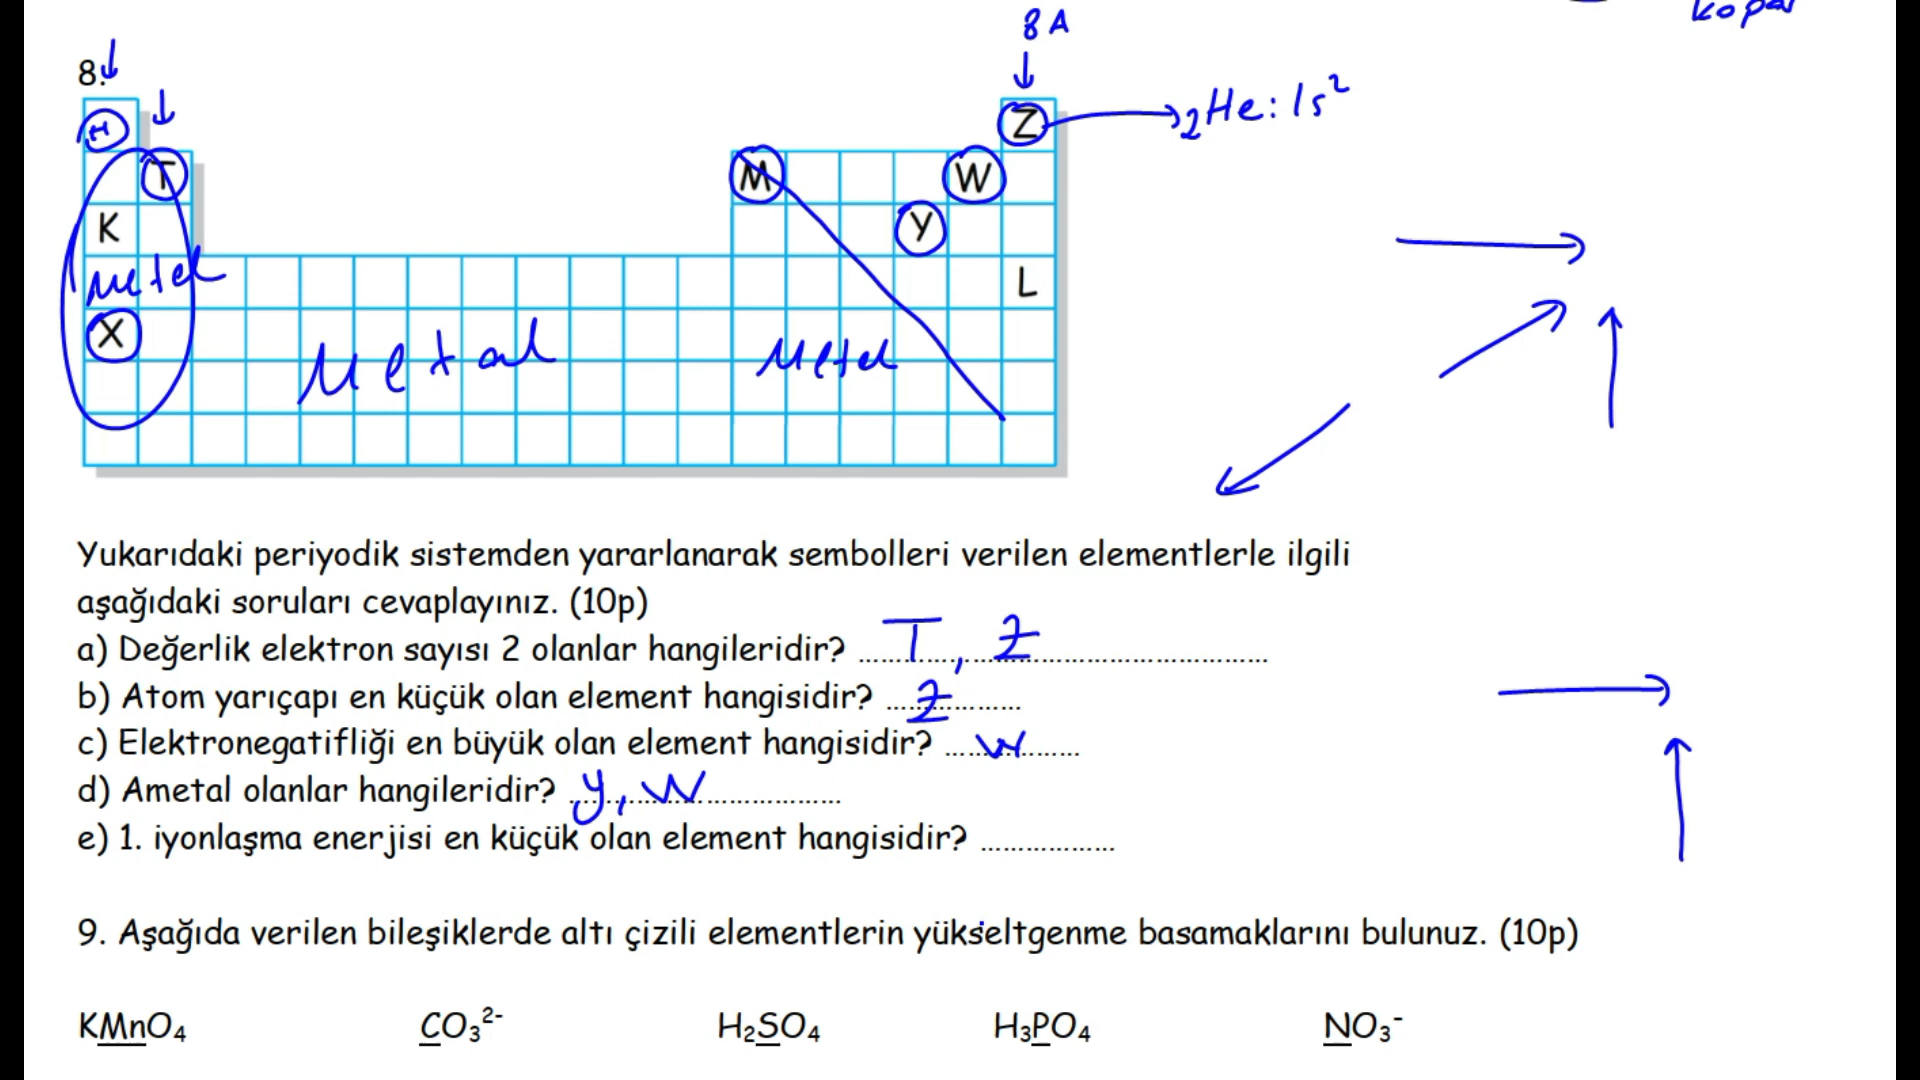 kopar
8A
8.
H
Z
2He: 1s²
T
M
W
K
Y
Metal
L
X
Metal
Metal
Yukarıdaki periyodik sistemden yararlanarak sembolleri verilen elementlerle ilgili
aşağıdaki soruları cevaplayınız. (10p)
a) Değerlik elektron sayısı 2 olanlar hangileridir? ........T, Z........
b) Atom yarıçapı en küçük olan element hangisidir? ...Z...
c) Elektronegatifliği en büyük olan element hangisidir? ...W...
d) Ametal olanlar hangileridir? ...Y, W...
e) 1. iyonlaşma enerjisi en küçük olan element hangisidir? ..................
9. Aşağıda verilen bileşiklerde altı çizili elementlerin yükseltgenme basamaklarını bulunuz. (10p)
KMnO₄ CO₃²⁻ H₂SO₄ H₃PO₄ NO₃⁻